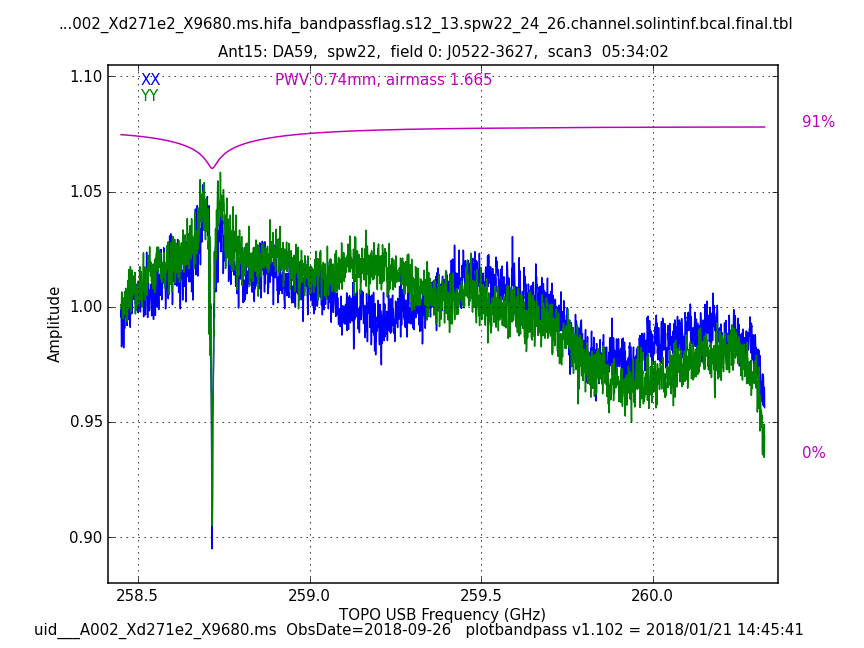 ...002_Xd271e2_X9680.ms.hifa_bandpassflag.s12_13.spw22_24_26.channel.solintinf.bcal.final.tbl
Ant15: DA59,  spw22,  field 0: J0522-3627,  scan3  05:34:02
XX
YY
PWV 0.74mm, airmass 1.665
91%
0%
1.10
1.05
1.00
0.95
0.90
Amplitude
258.5 259.0 259.5 260.0
TOPO USB Frequency (GHz)
uid___A002_Xd271e2_X9680.ms  ObsDate=2018-09-26   plotbandpass v1.102 = 2018/01/21 14:45:41